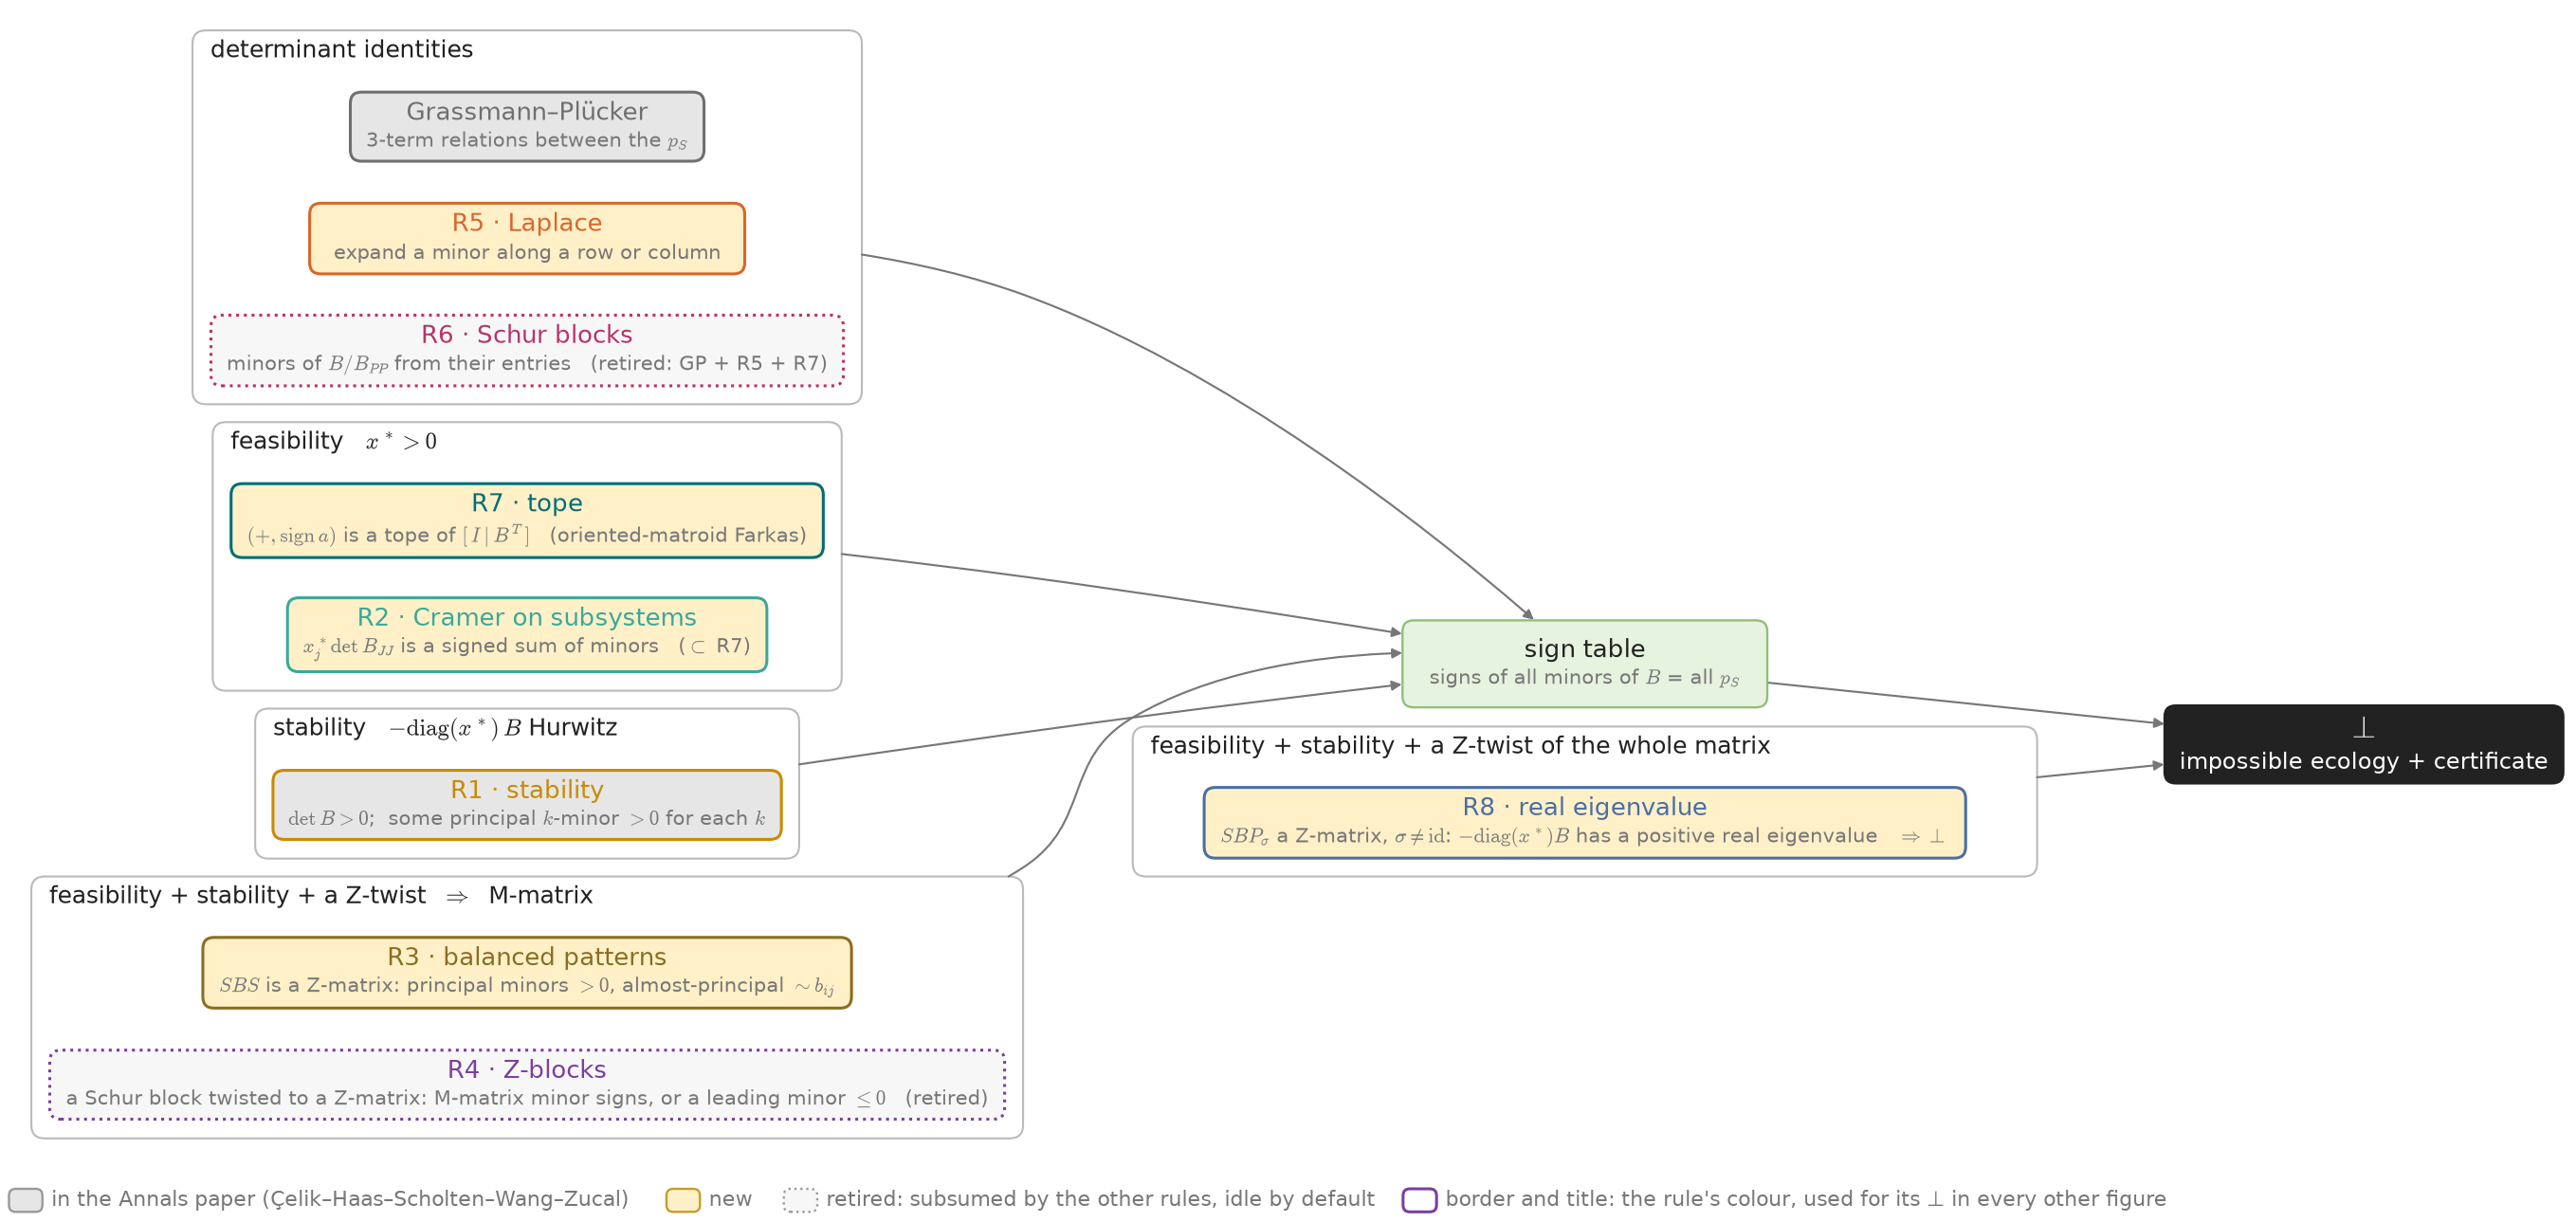 determinant identities
Grassmann–Plücker
3-term relations between the p_S
R5 · Laplace
expand a minor along a row or column
R6 · Schur blocks
minors of B/B_PP from their entries (retired: GP + R5 + R7)
feasibility x* > 0
R7 · tope
(+, sign a) is a tope of [I | B^T] (oriented-matroid Farkas)
R2 · Cramer on subsystems
x_j* det B_JJ is a signed sum of minors (⊂ R7)
stability −diag(x*) B Hurwitz
R1 · stability
det B > 0; some principal k-minor > 0 for each k
feasibility + stability + a Z-twist ⇒ M-matrix
R3 · balanced patterns
SBS is a Z-matrix: principal minors > 0, almost-principal ∼ b_ij
R4 · Z-blocks
a Schur block twisted to a Z-matrix: M-matrix minor signs, or a leading minor ≤ 0 (retired)
sign table
signs of all minors of B = all p_S
feasibility + stability + a Z-twist of the whole matrix
R8 · real eigenvalue
SBP_σ a Z-matrix, σ ≠ id: −diag(x*)B has a positive real eigenvalue ⇒ ⊥
⊥
impossible ecology + certificate
in the Annals paper (Çelik–Haas–Scholten–Wang–Zucal)
new
retired: subsumed by the other rules, idle by default
border and title: the rule's colour, used for its ⊥ in every other figure